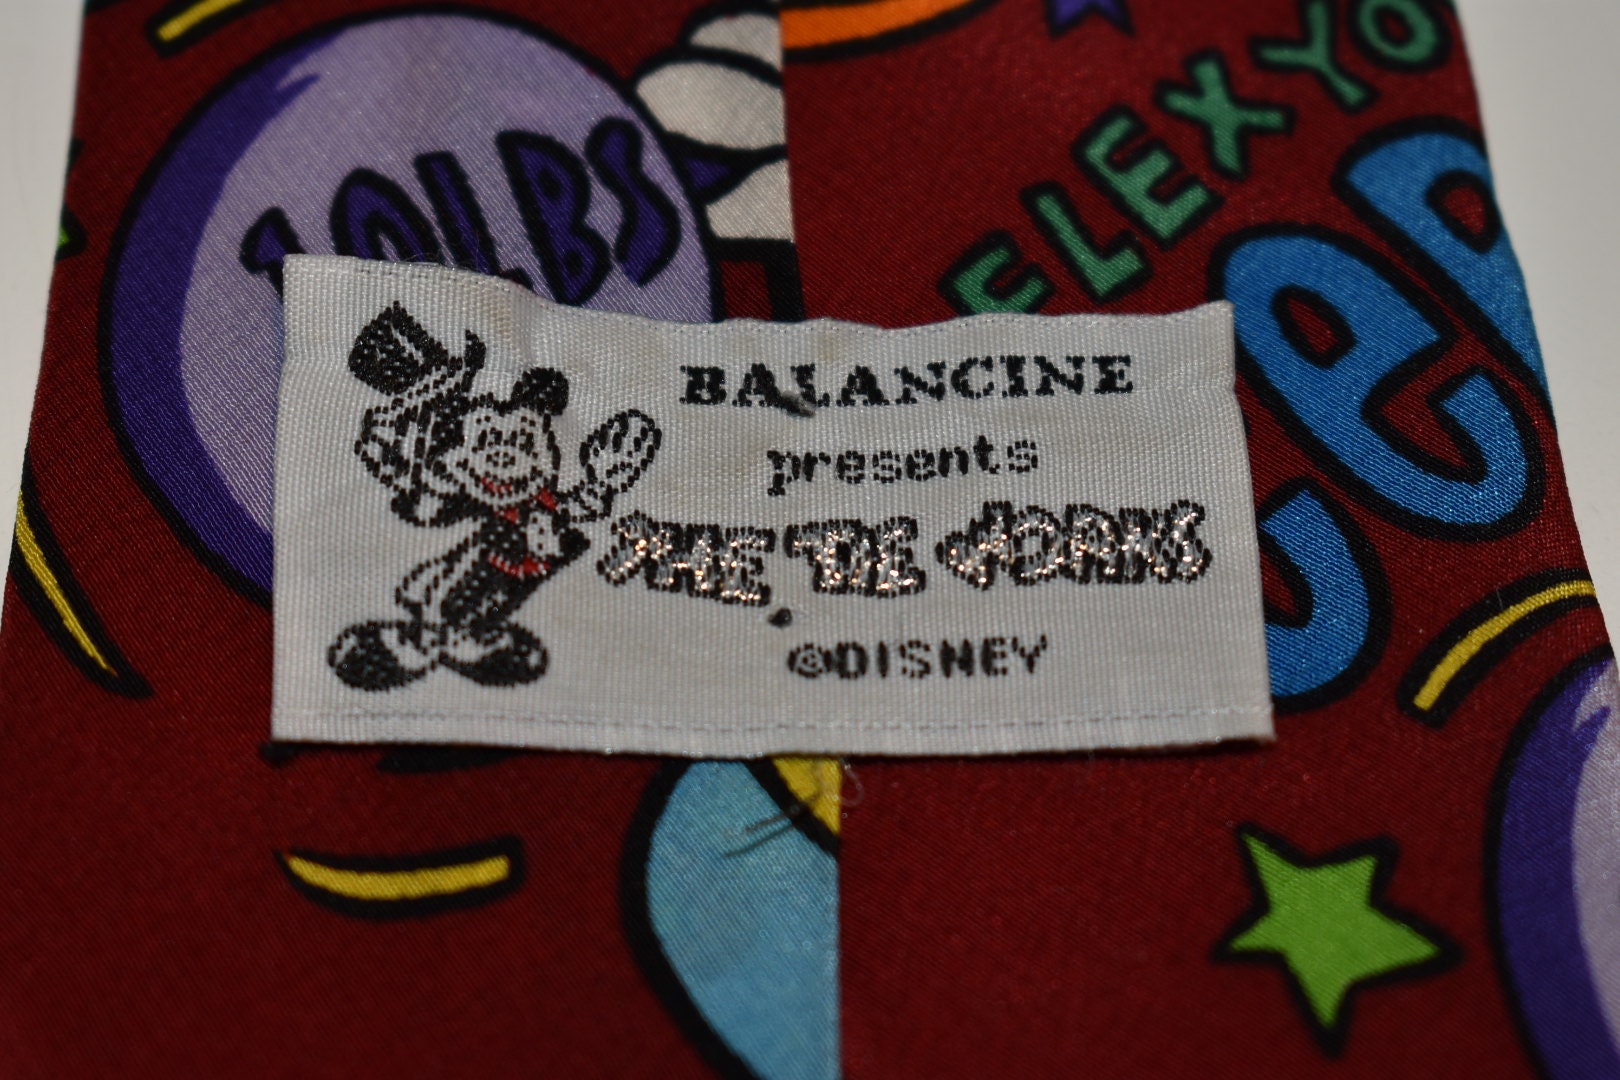 10LBS
FLEX YO
BALANCINE
presents
THE TIE WORKS
©DISNEY